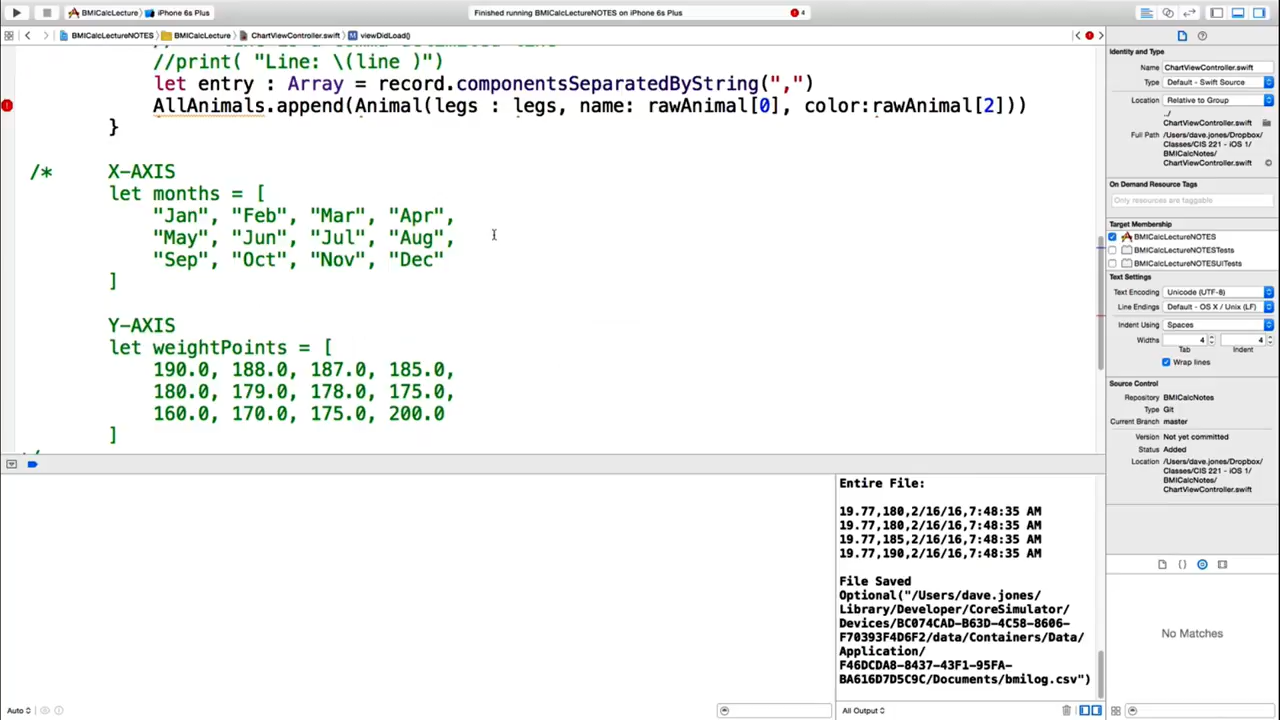 BMICalcLectureNOTES
iPhone 6s Plus
Finished running BMICalcLectureNOTES on iPhone 6s Plus
4
BMICalcLectureNOTES
BMICalcLecture
ChartViewController.swift
viewDidLoad()
//print( "Line: \(line )")
let entry : Array = record.componentsSeparatedByString(",")
AllAnimals.append(Animal(legs : legs, name: rawAnimal[0], color:rawAnimal[2]))
}
/* X-AXIS
let months = [
"Jan", "Feb", "Mar", "Apr",
"May", "Jun", "Jul", "Aug",
"Sep", "Oct", "Nov", "Dec"
]
Y-AXIS
let weightPoints = [
190.0, 188.0, 187.0, 185.0,
180.0, 179.0, 178.0, 175.0,
160.0, 170.0, 175.0, 200.0
]
Entire File:
19.77,180,2/16/16,7:48:35 AM
19.77,180,2/16/16,7:48:35 AM
19.77,185,2/16/16,7:48:35 AM
19.77,190,2/16/16,7:48:35 AM
File Saved
Optional("/Users/dave.jones/
Library/Developer/CoreSimulator/
Devices/BC074CAD-B63D-4C58-8606-
F70393F4D6F2/data/Containers/Data/
Application/
F46DCDA8-8437-43F1-95FA-
BA616D7D5C9C/Documents/bmilog.csv")
Auto
All Output
Identity and Type
Name ChartViewController.swift
Type Default - Swift Source
Location Relative to Group
../
ChartViewController.swift
Full Path /Users/dave.jones/Dropbox/
Classes/CIS 221 - iOS 1/
BMICalcNotes/
ChartViewController.swift
On Demand Resource Tags
Only resources are taggable
Target Membership
BMICalcLectureNOTES
BMICalcLectureNOTESTests
BMICalcLectureNOTESUITests
Text Settings
Text Encoding Unicode (UTF-8)
Line Endings Default - OS X / Unix (LF)
Indent Using Spaces
Widths 4 4
Tab Indent
Wrap lines
Source Control
Repository BMICalcNotes
Type Git
Current Branch master
Version Not yet committed
Status Added
Location /Users/dave.jones/Dropbox/
Classes/CIS 221 - iOS 1/
BMICalcNotes/
ChartViewController.swift
No Matches